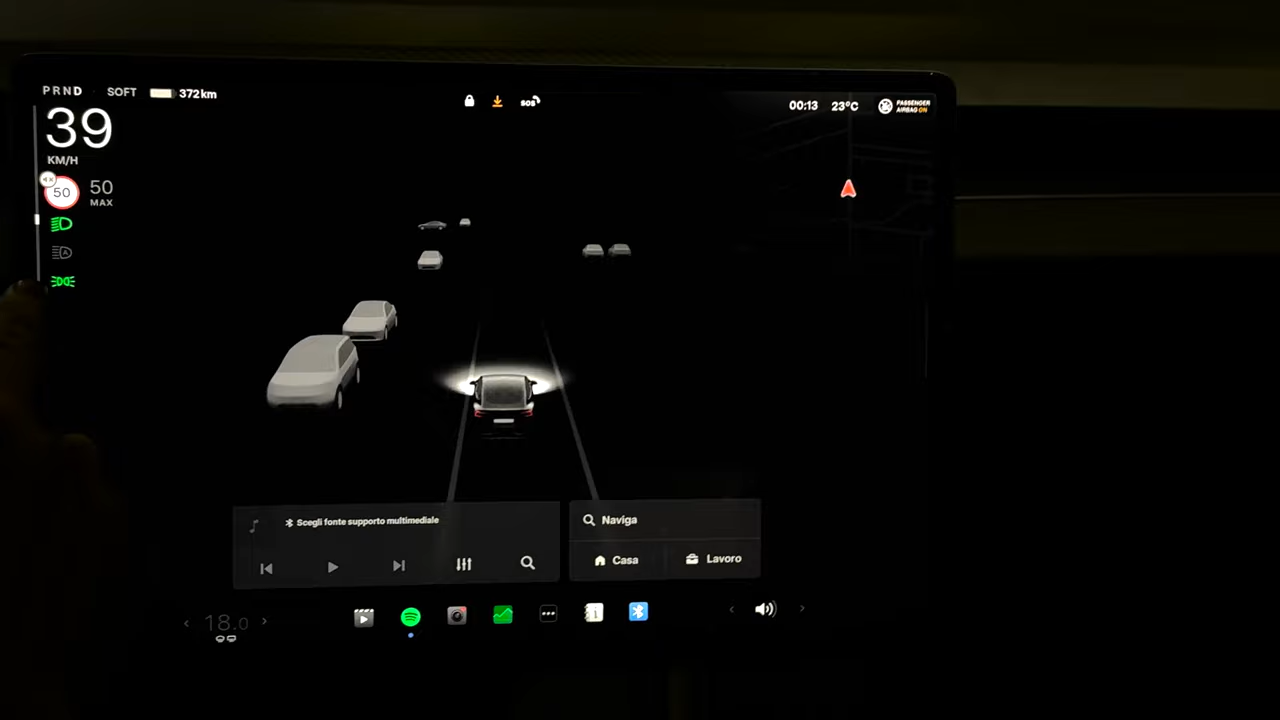 PRND SOFT 372km
SOS
00:13 23°C PASSENGER AIRBAG ON
39
KM/H
50 50
MAX
A
Scegli fonte supporto multimediale
Naviga
Casa Lavoro
18.0